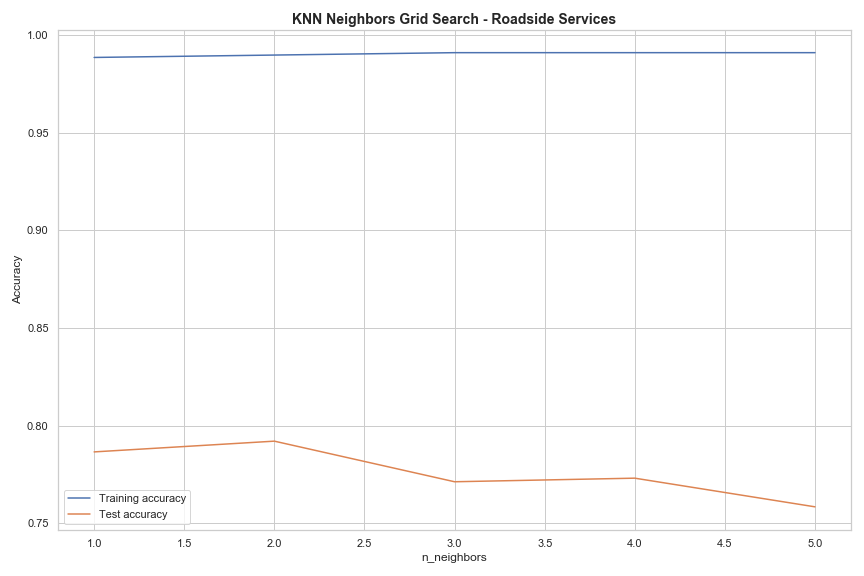 KNN Neighbors Grid Search - Roadside Services
Accuracy
1.00
0.95
0.90
0.85
0.80
0.75
Training accuracy
Test accuracy
1.0 1.5 2.0 2.5 3.0 3.5 4.0 4.5 5.0
n_neighbors